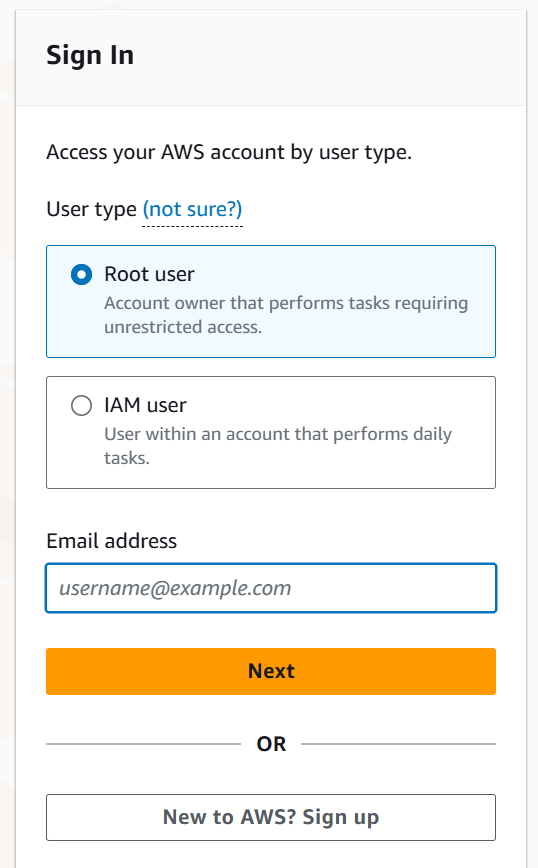 Sign In
Access your AWS account by user type.
User type (not sure?)
Root user
Account owner that performs tasks requiring
unrestricted access.
IAM user
User within an account that performs daily
tasks.
Email address
username@example.com
Next
OR
New to AWS? Sign up